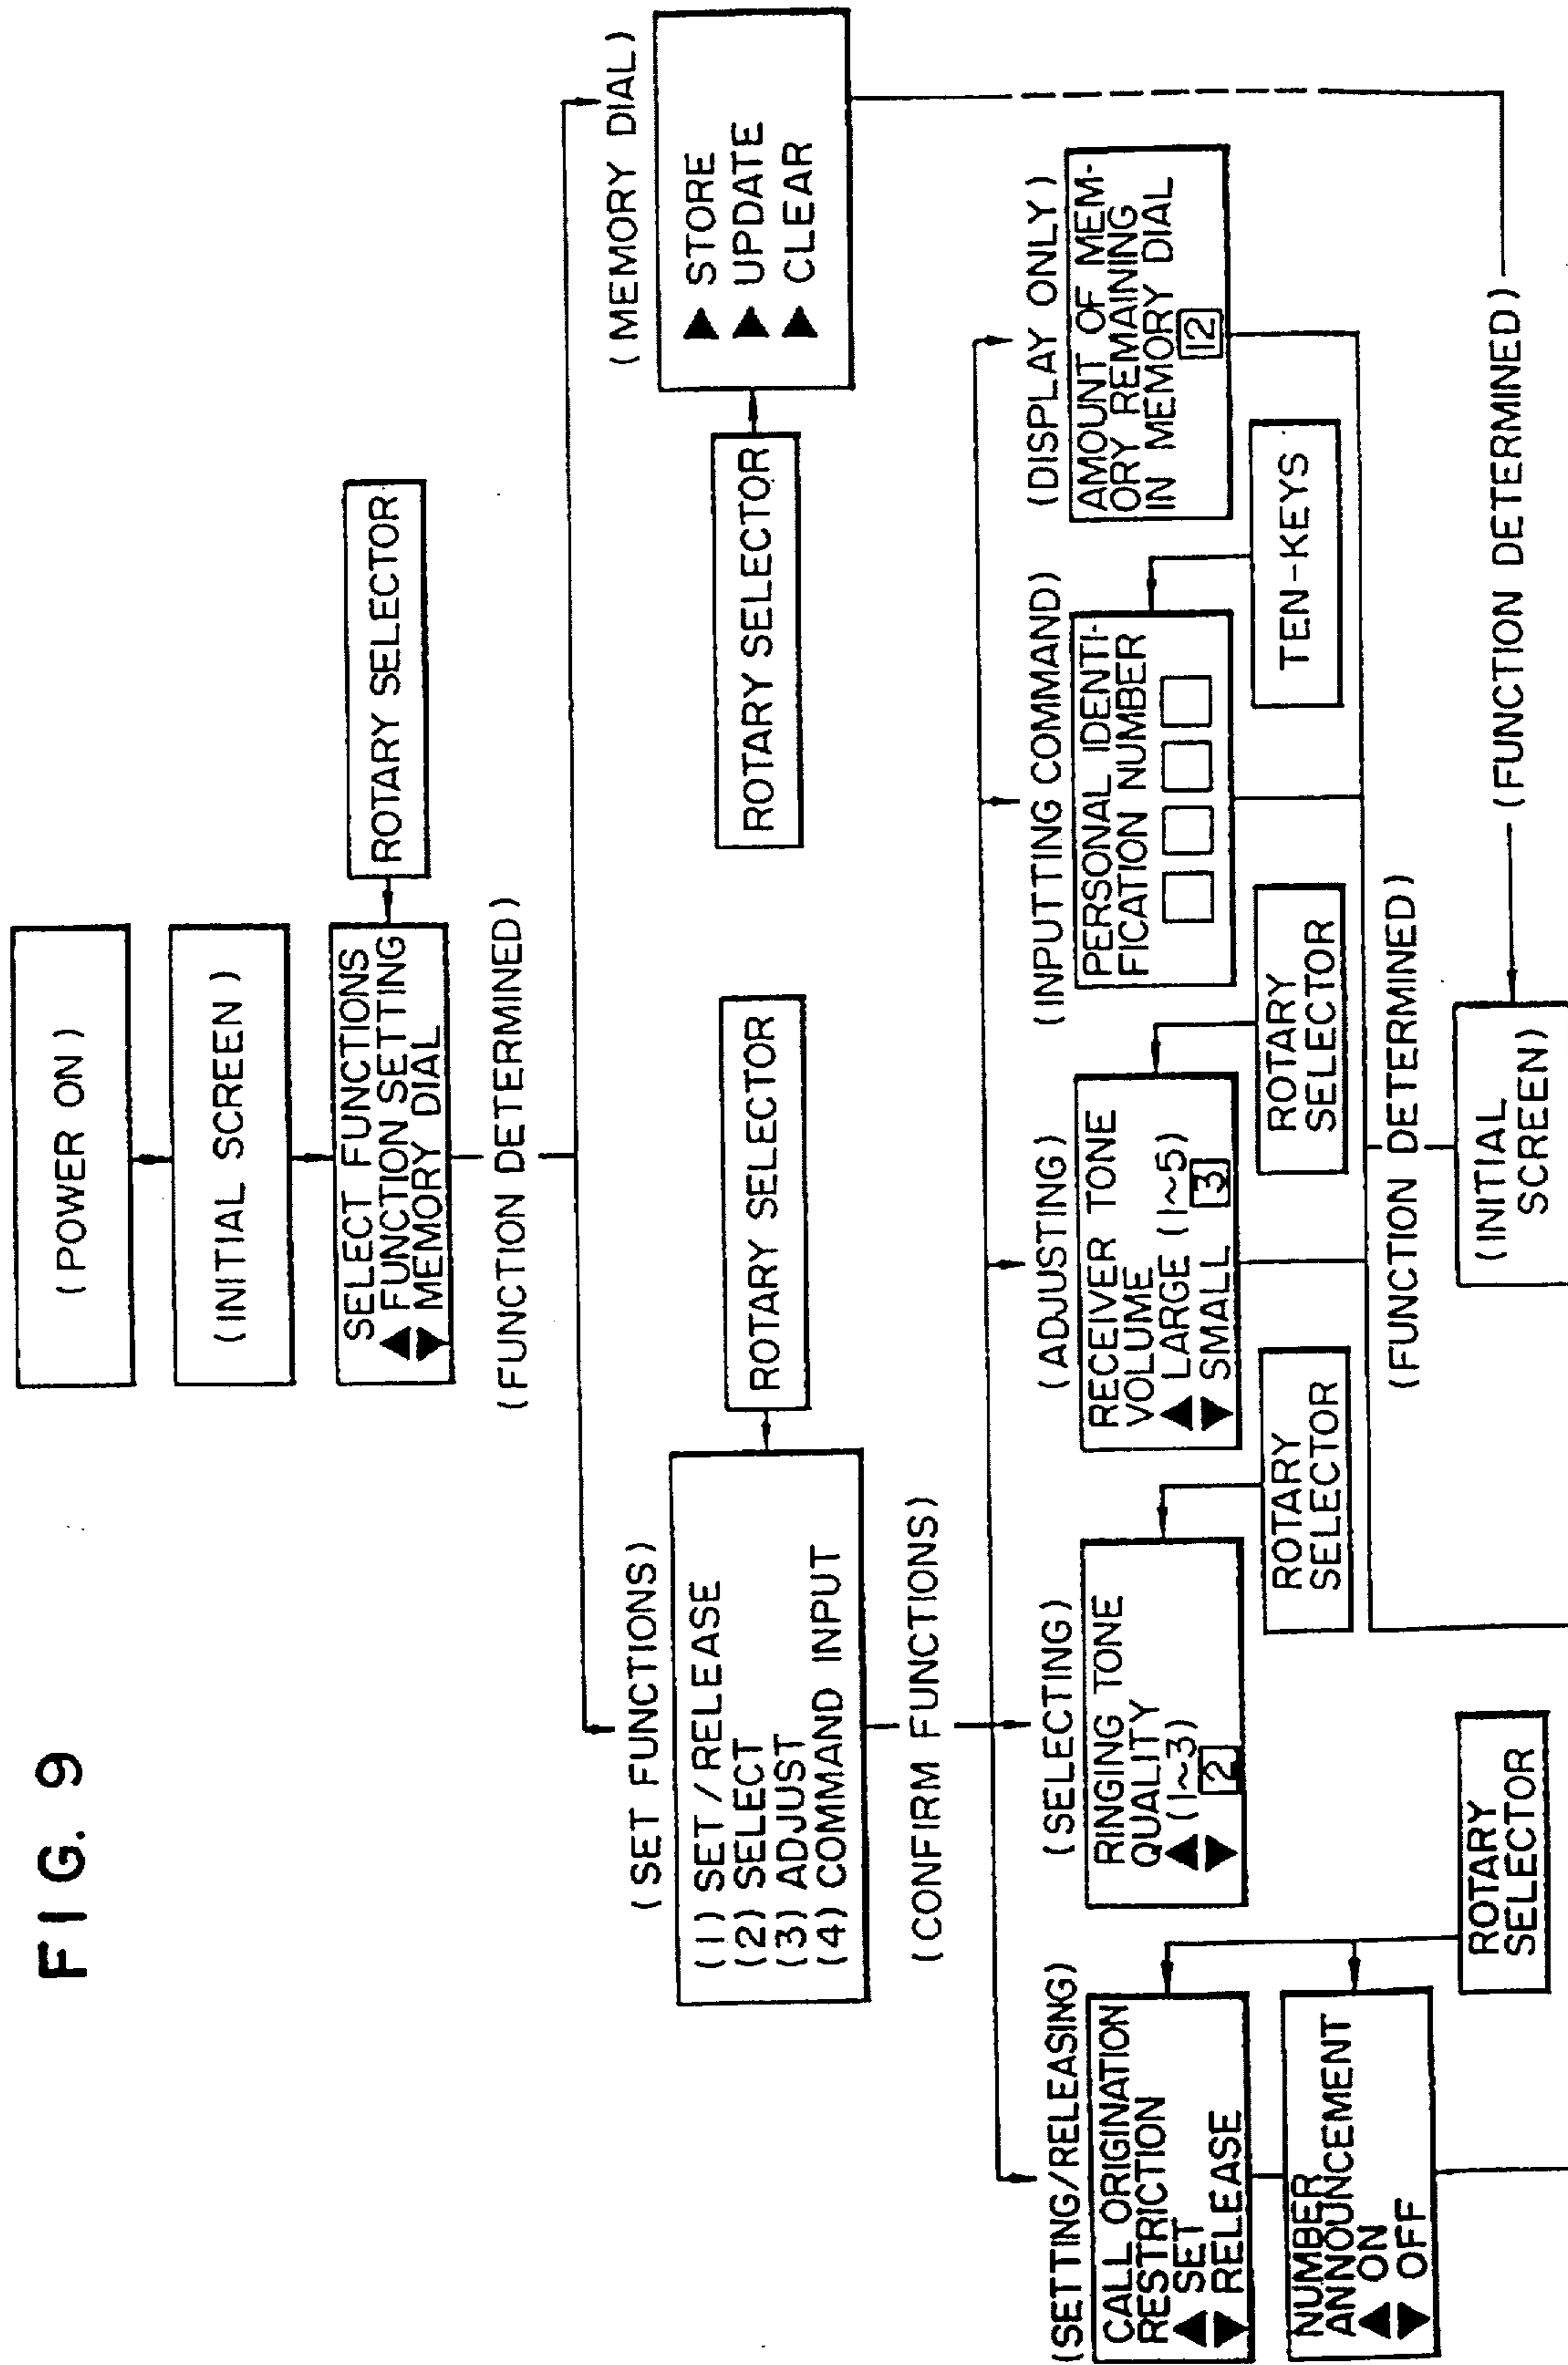 FIG. 9
(POWER ON)
(INITIAL SCREEN)
SELECT FUNCTIONS
▲ FUNCTION SETTING
▼ MEMORY DIAL
ROTARY SELECTOR
(FUNCTION DETERMINED)
(SET FUNCTIONS)
(1) SET/RELEASE
(2) SELECT
(3) ADJUST
(4) COMMAND INPUT
ROTARY SELECTOR
ROTARY SELECTOR
(MEMORY DIAL)
▶ STORE
▶ UPDATE
▶ CLEAR
(CONFIRM FUNCTIONS)
(SETTING/RELEASING)
CALL ORIGINATION
RESTRICTION
▲ SET
▼ RELEASE
NUMBER
ANNOUNCEMENT
▲ ON
▼ OFF
ROTARY
SELECTOR
(SELECTING)
RINGING TONE
QUALITY
▲ (1~3)
▼ 2
ROTARY
SELECTOR
(ADJUSTING)
RECEIVER TONE
VOLUME
▲ LARGE (1~5)
▼ SMALL 3
ROTARY
SELECTOR
(INPUTTING COMMAND)
PERSONAL IDENTI-
FICATION NUMBER
TEN-KEYS
(DISPLAY ONLY)
AMOUNT OF MEM-
ORY REMAINING
IN MEMORY DIAL
12
(FUNCTION DETERMINED)
(FUNCTION DETERMINED)
(INITIAL
SCREEN)